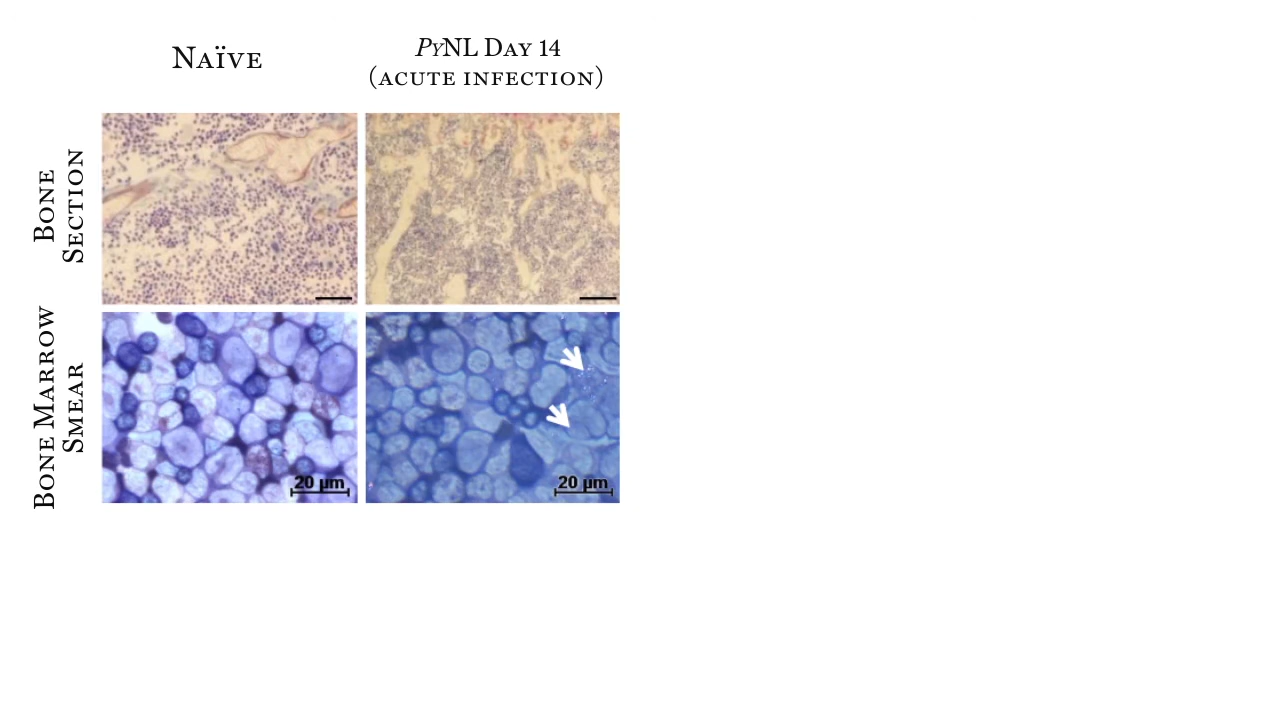 Naïve
PyNL Day 14
(acute infection)
Bone
Section
Bone Marrow
Smear
20 µm
20 µm